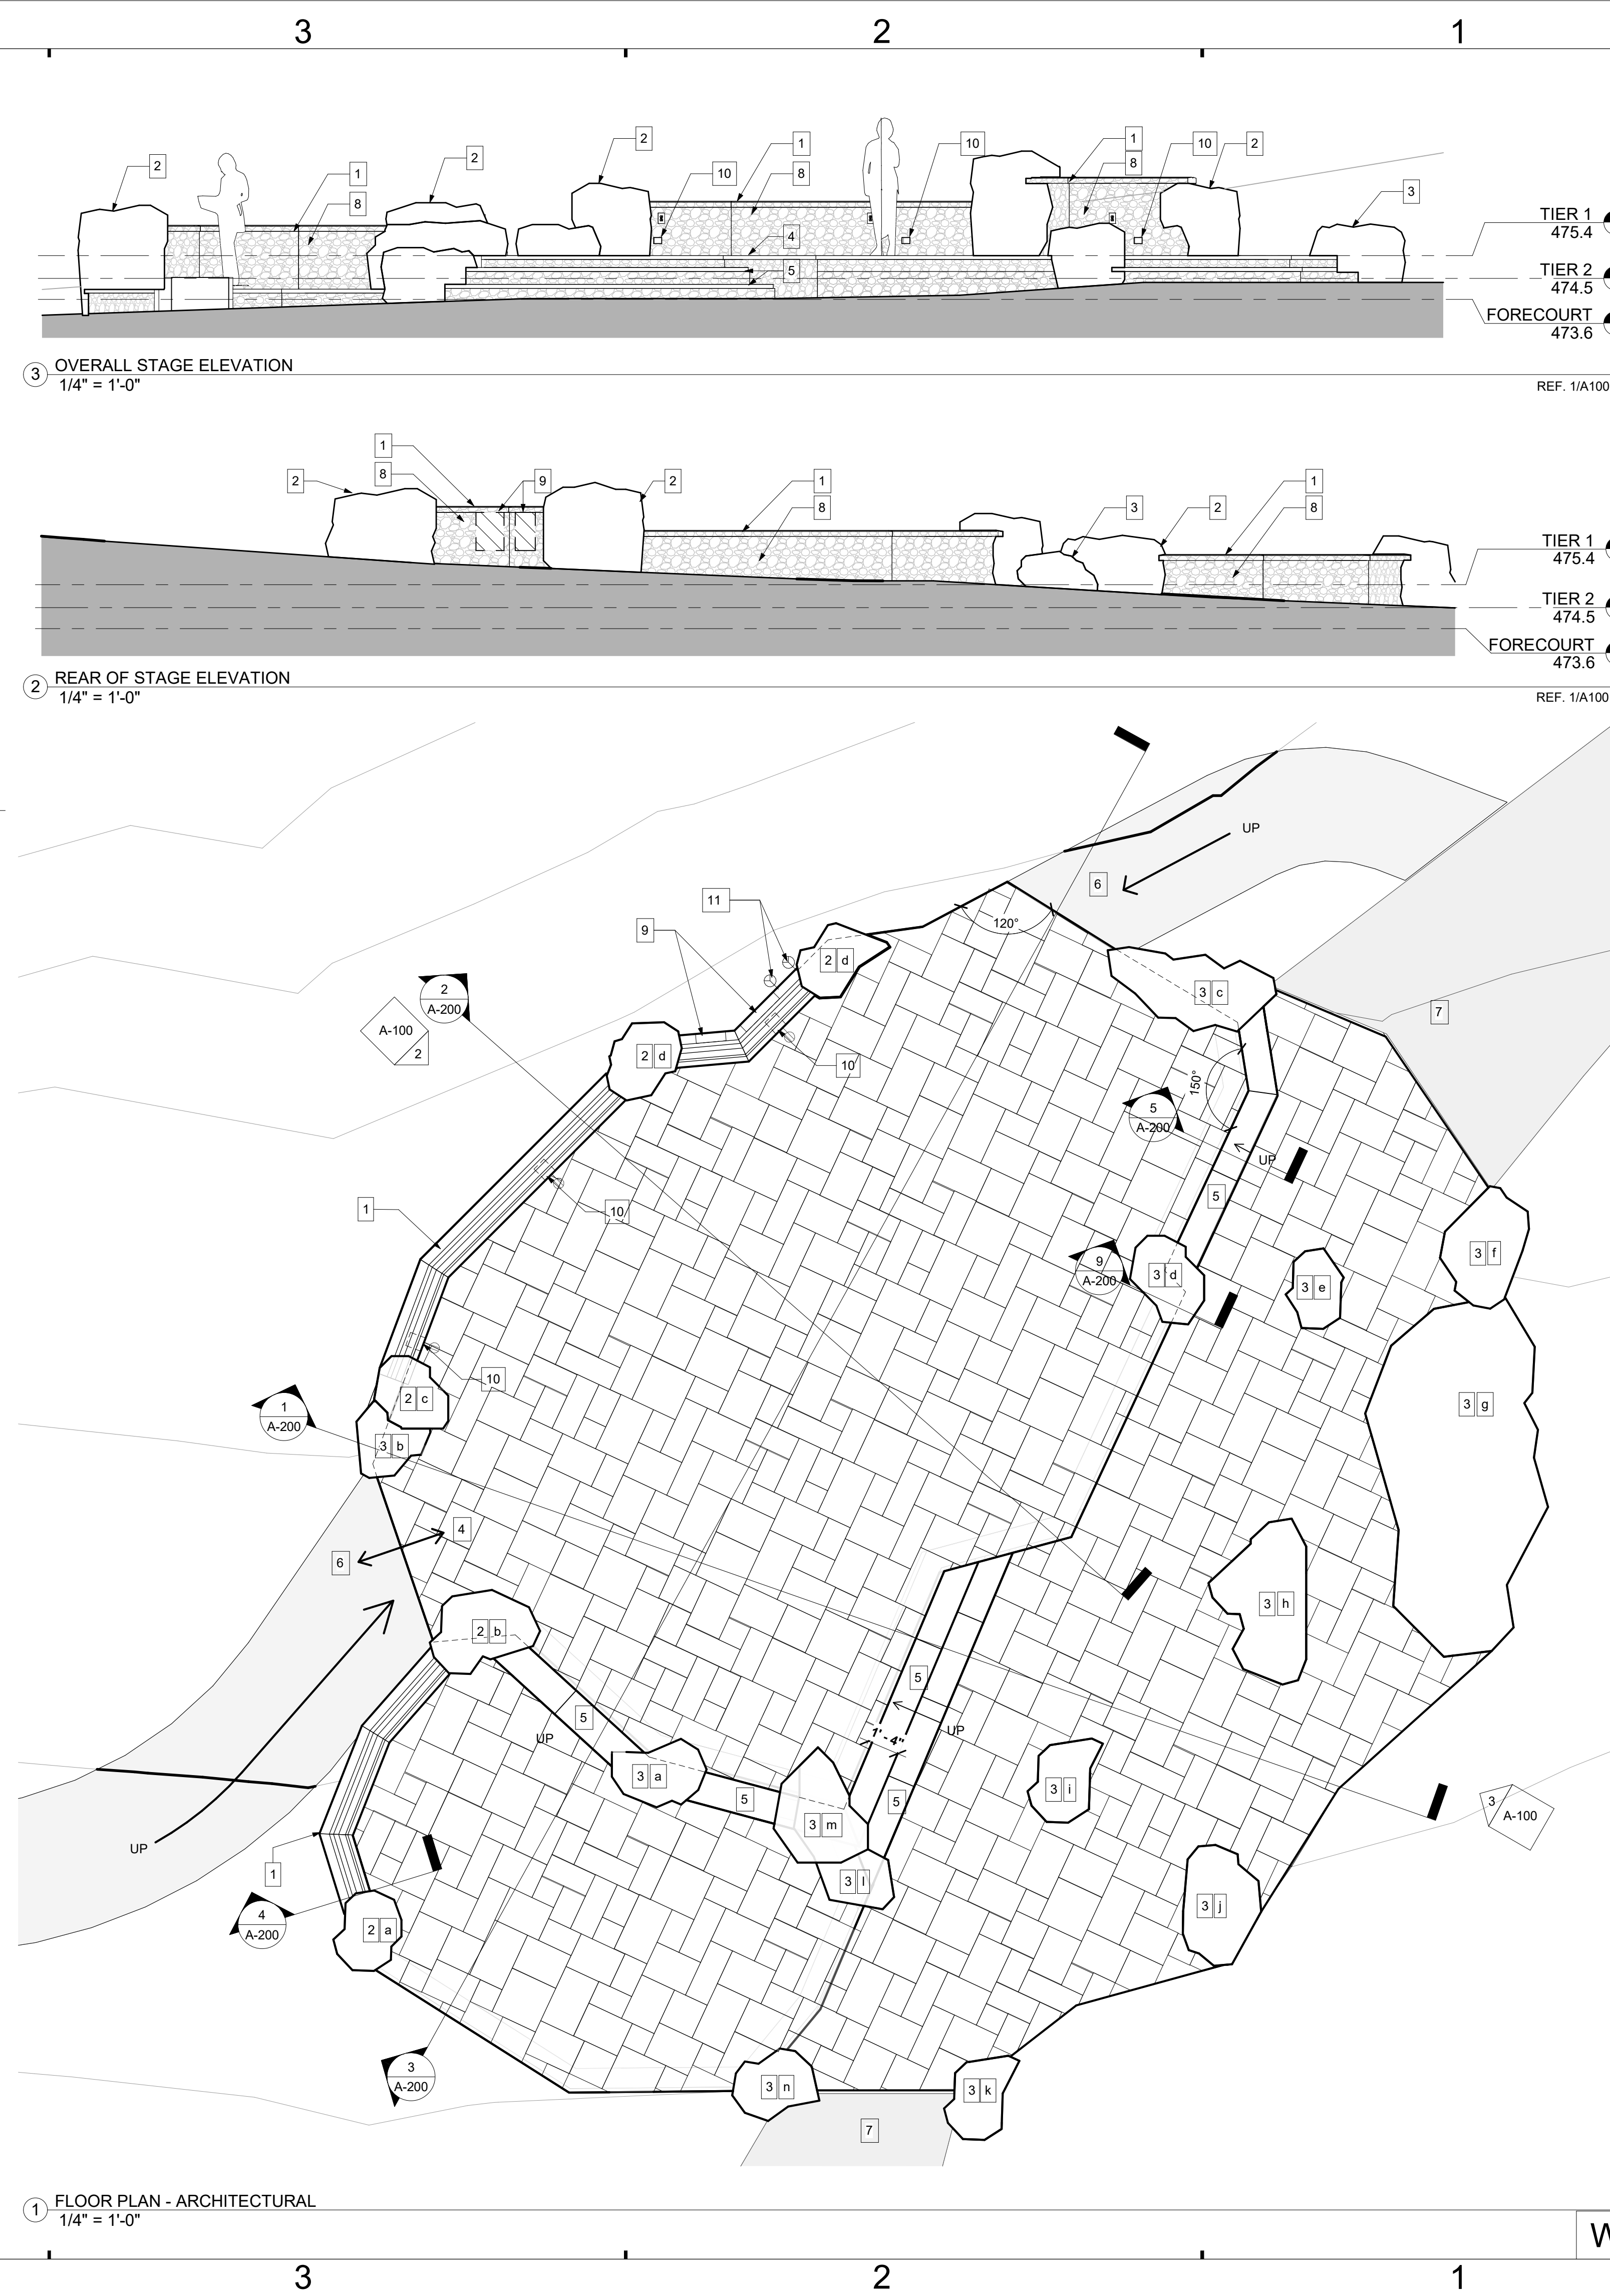 3 2 1
2 2 2 1 10 1 10 2
2 1 8 10 8 8 3
4
5
TIER 1
475.4
TIER 2
474.5
FORECOURT
473.6
3 OVERALL STAGE ELEVATION
1/4" = 1'-0"
REF. 1/A100
1
2 8 9 2 1 1
8 3 2 8
TIER 1
475.4
TIER 2
474.5
FORECOURT
473.6
2 REAR OF STAGE ELEVATION
1/4" = 1'-0"
REF. 1/A100
UP
6
11
120°
9
2 d
3 c
2
A-200
7
A-100
2
2 d
10
150°
5
A-200
UP
5
10
1
3 f
9
A-200
3 d
3 e
10
2 c
1
A-200
3 g
3 b
4
6
3 h
2 b
5
5
UP
UP
1'-4"
3 a
3 i
5
5
3
A-100
3 m
UP
1
3 l
3 j
4
A-200
2 a
3
A-200
3 n
3 k
7
1 FLOOR PLAN - ARCHITECTURAL
1/4" = 1'-0"
3 2 1